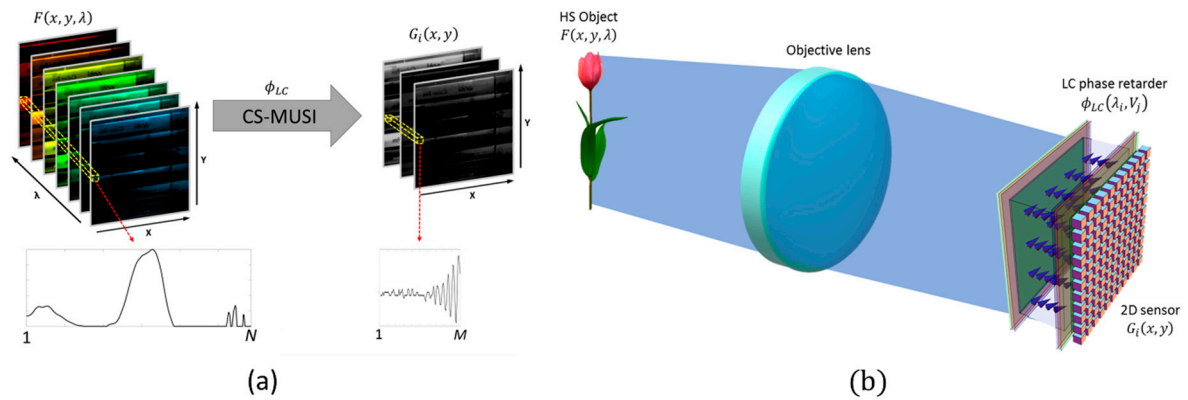 F(x, y, λ)
G_i(x, y)
ϕ_LC
CS-MUSI
Y
λ
X
Y
X
1
N
1
M
(a)
HS Object
F(x, y, λ)
Objective lens
LC phase retarder
ϕ_LC(λ_i, V_j)
2D sensor
G_i(x, y)
(b)